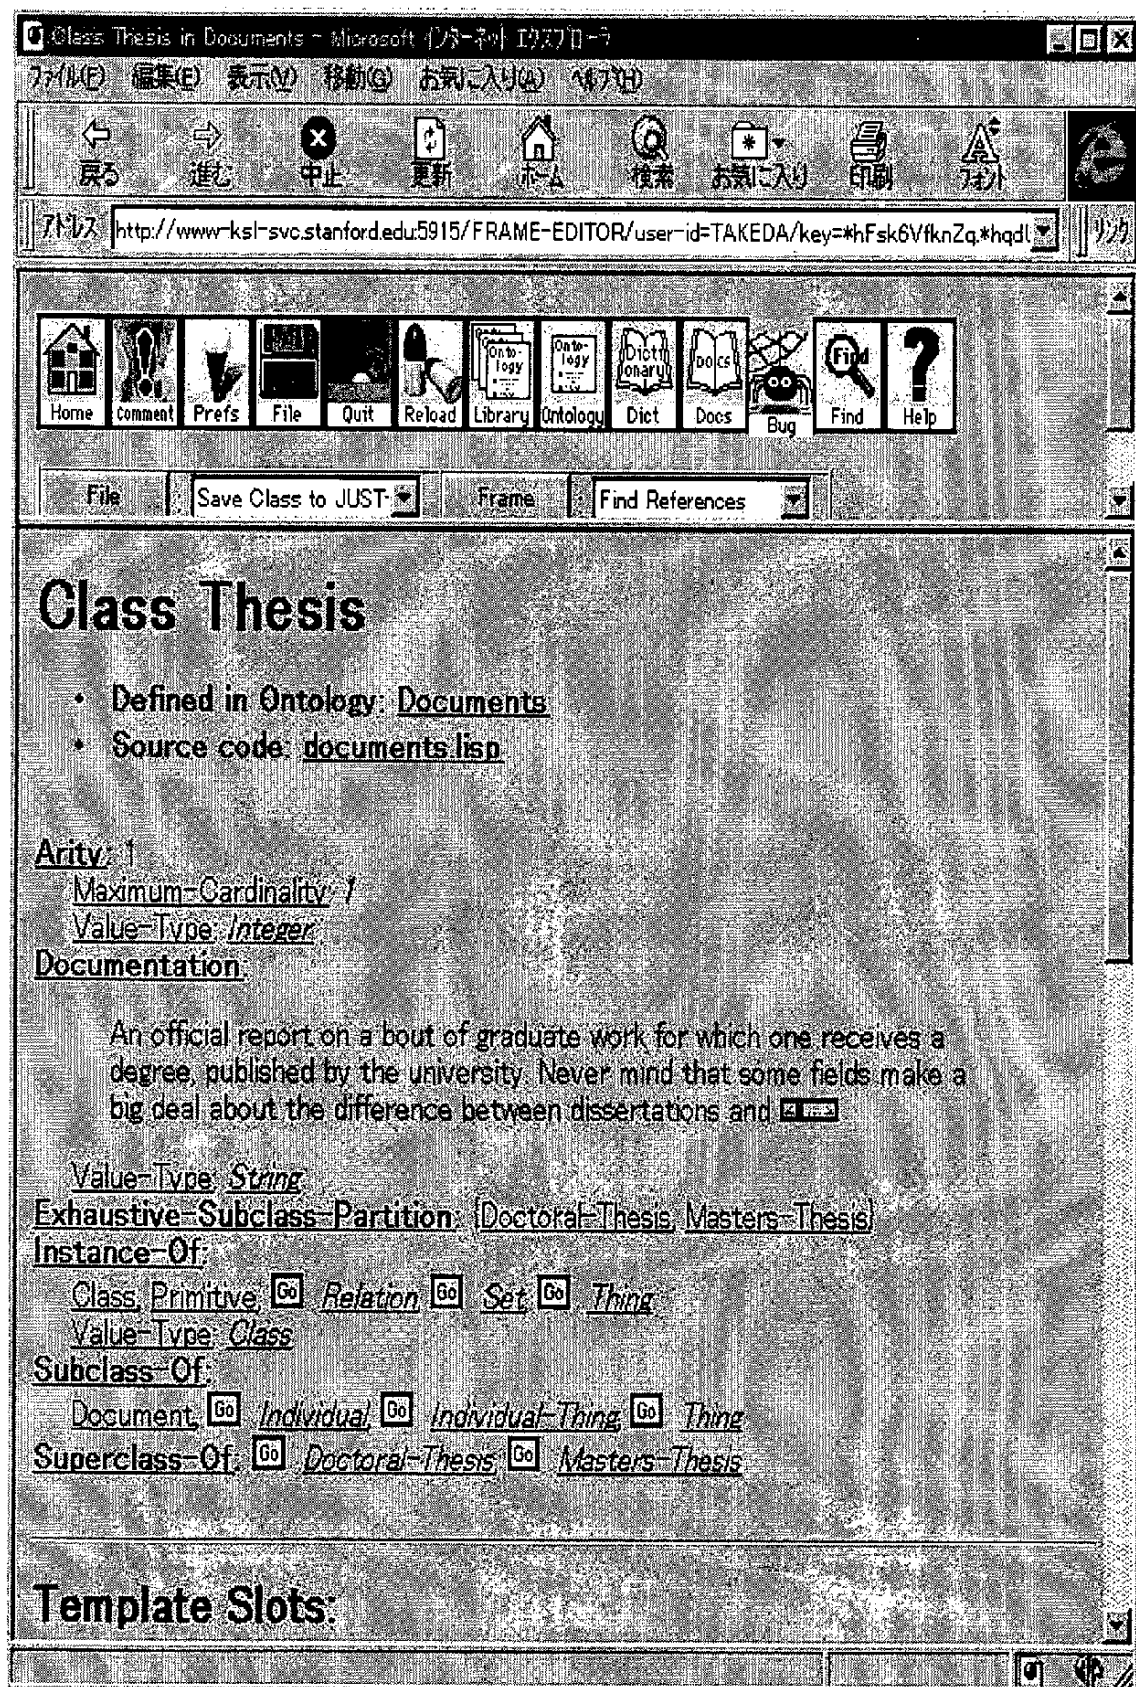 Class Thesis in Documents - Microsoft インターネット エクスプローラ
ファイル(F) 編集(E) 表示(V) 移動(G) お気に入り(A) ヘルプ(H)
戻る 進む 中止 更新 ホーム 検索 お気に入り 印刷 フォント
アドレス http://www-ksl-svc.stanford.edu:5915/FRAME-EDITOR/user-id=TAKEDA/key=*hFsk6VfknZq.*hqdU リンク
Onto-logy Onto-logy Dictionary Docs Find
Home Comment Prefs File Quit Reload Library Ontology Dict Docs Bug Find Help
File Save Class to JUST- Frame Find References
Class Thesis
• Defined in Ontology: Documents
• Source code: documents.lisp
Arity: 1
Maximum-Cardinality: 1
Value-Type: Integer
Documentation:
An official report on a bout of graduate work for which one receives a
degree, published by the university. Never mind that some fields make a
big deal about the difference between dissertations and
Value-Type: String
Exhaustive-Subclass-Partition: {Doctoral-Thesis, Masters-Thesis}
Instance-Of:
Class, Primitive, Go Relation Go Set Go Thing
Value-Type: Class
Subclass-Of:
Document, Go Individual, Go Individual-Thing Go Thing
Superclass-Of: Go Doctoral-Thesis Go Masters-Thesis
Template Slots: